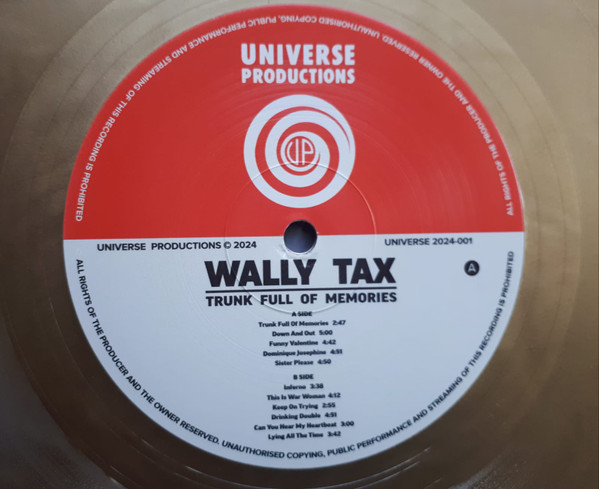 ALL RIGHTS OF THE PRODUCER AND THE OWNER RESERVED. UNAUTHORISED COPYING, PUBLIC PERFORMANCE AND STREAMING OF THIS RECORDING IS PROHIBITED
UNIVERSE
PRODUCTIONS
UP
UNIVERSE PRODUCTIONS © 2024
UNIVERSE 2024-001
WALLY TAX
A
TRUNK FULL OF MEMORIES
A SIDE
Trunk Full Of Memories 2:47
Down And Out 5:00
Funny Valentine 4:42
Dominique Josephine 4:51
Sister Please 4:50
B SIDE
Inferno 3:38
This Is War Woman 4:12
Keep On Trying 2:55
Drinking Double 4:51
Can You Hear My Heartbeat 3:00
Lying All The Time 3:42
ALL RIGHTS OF THE PRODUCER AND THE OWNER RESERVED. UNAUTHORISED COPYING, PUBLIC PERFORMANCE AND STREAMING OF THIS RECORDING IS PROHIBITED